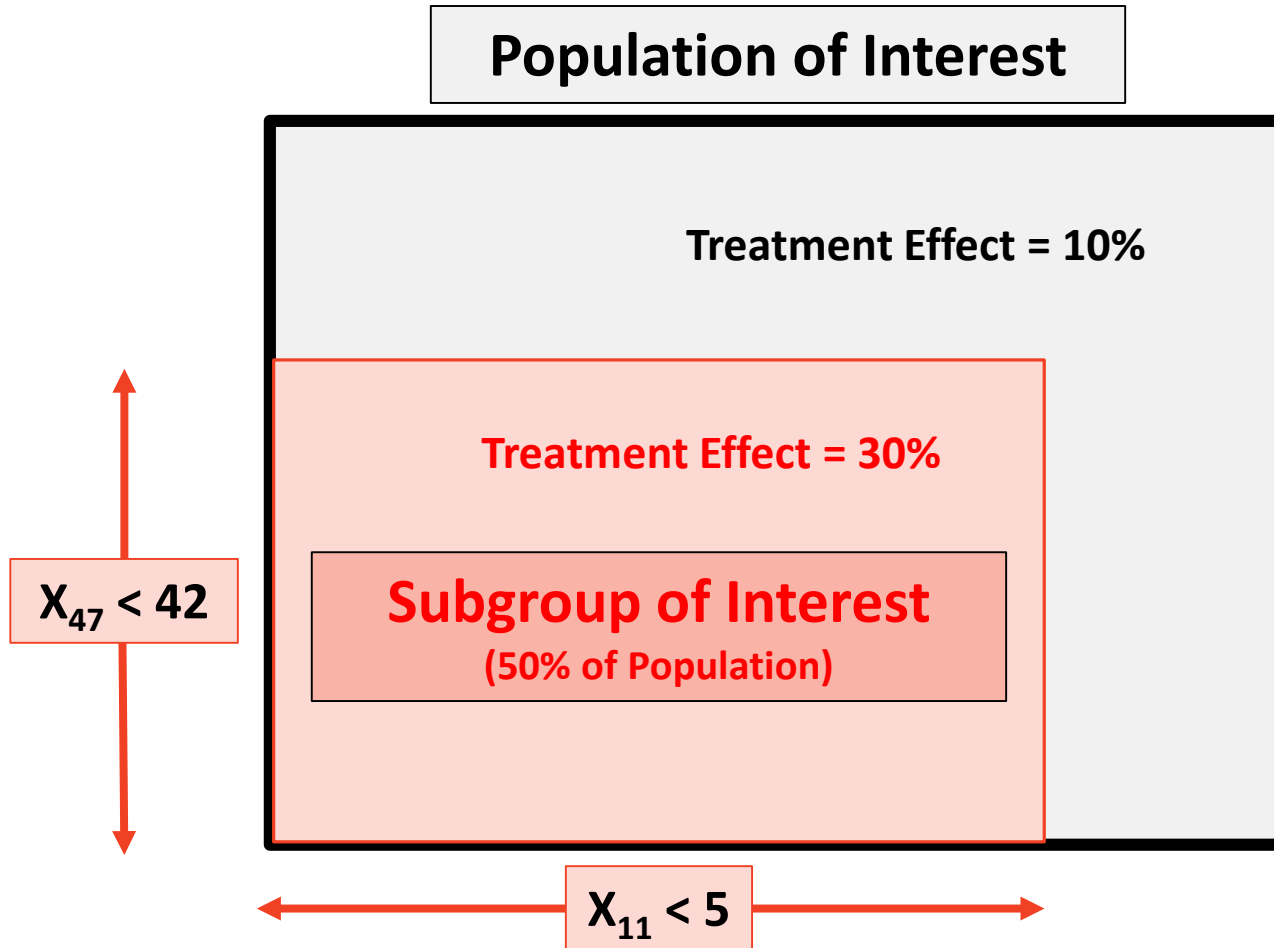 Population of Interest
Treatment Effect = 10%
Treatment Effect = 30%
X₄₇ < 42
Subgroup of Interest
(50% of Population)
X₁₁ < 5